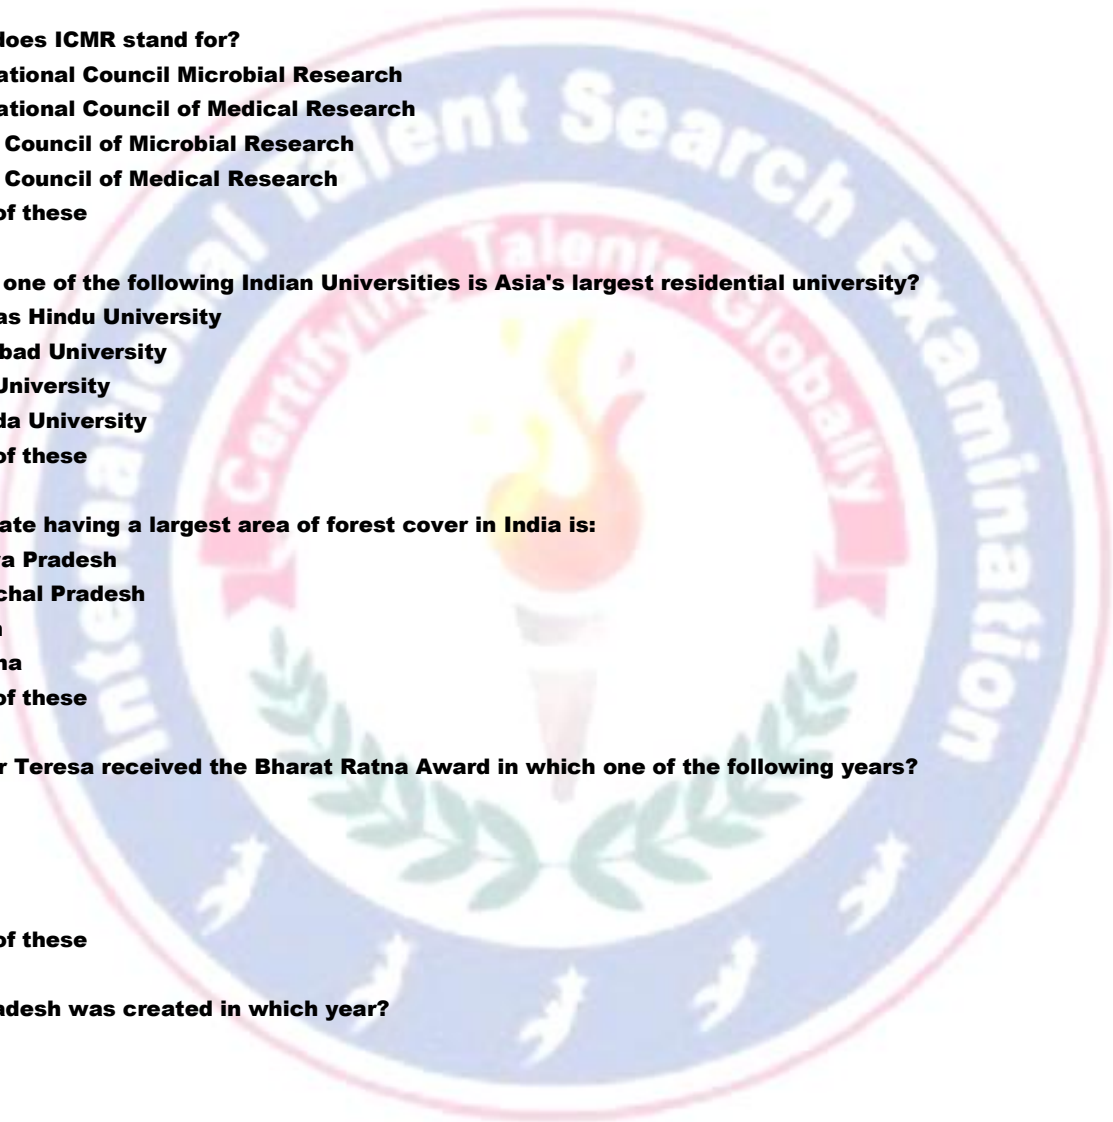 does ICMR stand for?
ational Council Microbial Research
ational Council of Medical Research
Council of Microbial Research
Council of Medical Research
of these
one of the following Indian Universities is Asia's largest residential university?
as Hindu University
bad University
University
da University
of these
ate having a largest area of forest cover in India is:
a Pradesh
chal Pradesh
na
of these
r Teresa received the Bharat Ratna Award in which one of the following years?
of these
adesh was created in which year?
International Talent Search Examination
Certifying Talents Globally